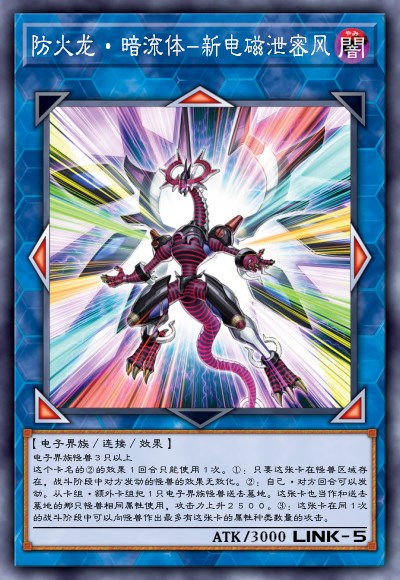 防火龙・暗流体-新电磁泄密风
やみ
闇
【电子界族／连接／效果】
电子界族怪兽３只以上
这个卡名的②的效果１回合只能使用１次。①：只要这张卡在怪兽区域存
在，战斗阶段中对方发动的怪兽的效果无效化。②：自己・对方回合可以发
动。从卡组・额外卡组把１只电子界族怪兽送去墓地。这张卡也当作和送去
墓地的那只怪兽相同属性使用，攻击力上升２５００。③：这张卡在同１次
的战斗阶段中可以向怪兽作出最多有这张卡的属性种类数量的攻击。
ATK/3000 LINK-5